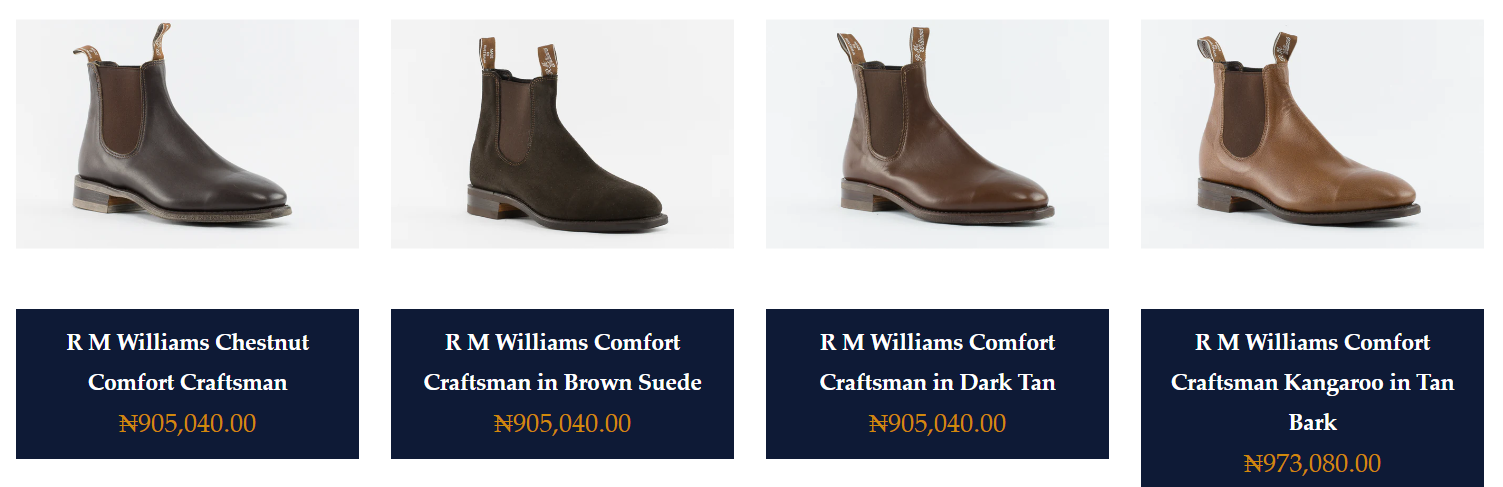 R M Williams Chestnut
Comfort Craftsman
₦905,040.00
R M Williams Comfort
Craftsman in Brown Suede
₦905,040.00
R M Williams Comfort
Craftsman in Dark Tan
₦905,040.00
R M Williams Comfort
Craftsman Kangaroo in Tan
Bark
₦973,080.00